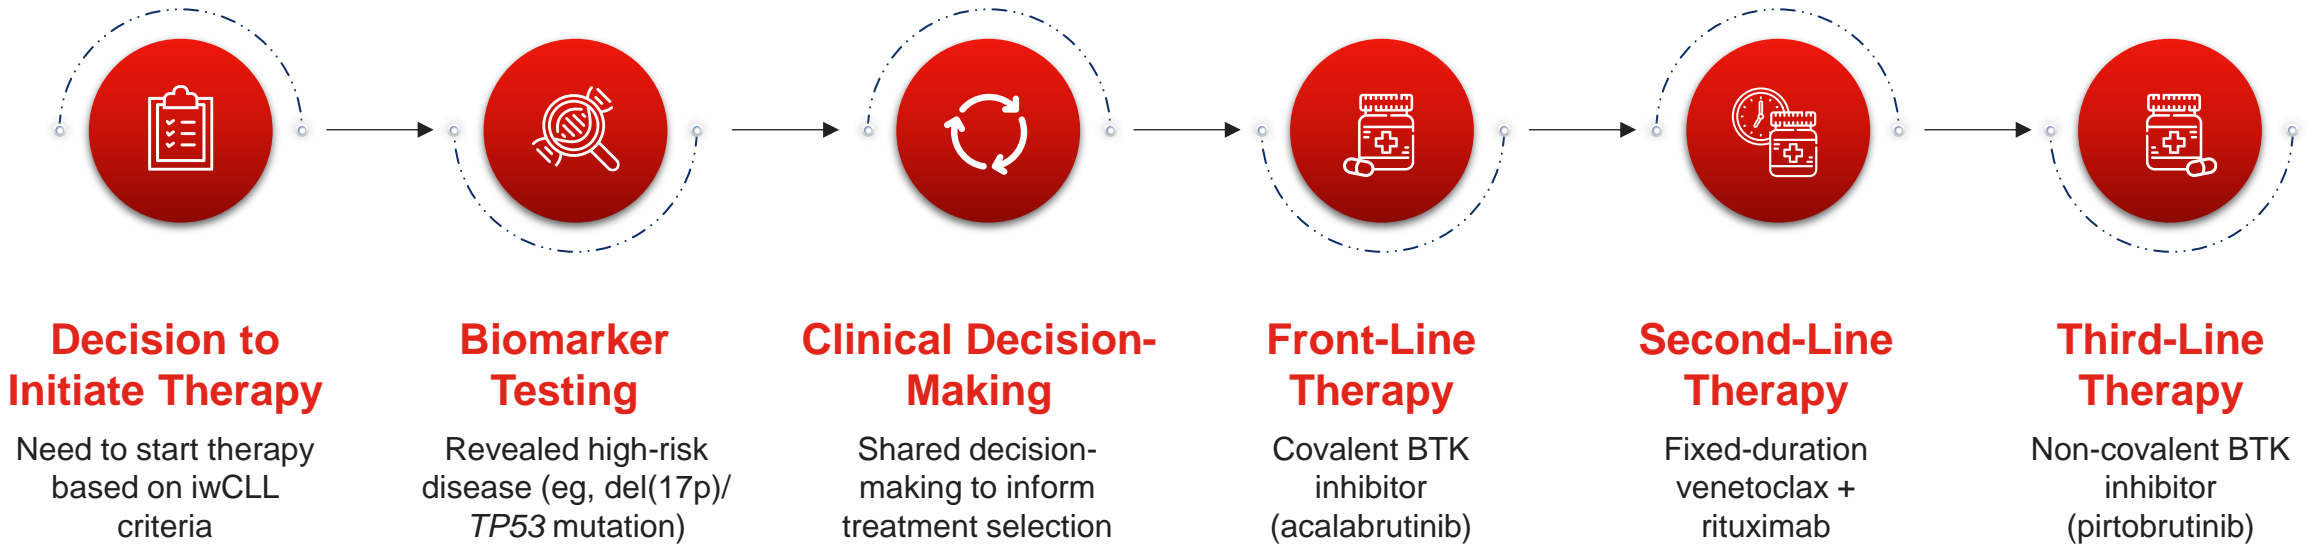 Decision to
Initiate Therapy
Need to start therapy
based on iwCLL
criteria
Biomarker
Testing
Revealed high-risk
disease (eg, del(17p)/
TP53 mutation)
Clinical Decision-
Making
Shared decision-
making to inform
treatment selection
Front-Line
Therapy
Covalent BTK
inhibitor
(acalabrutinib)
Second-Line
Therapy
Fixed-duration
venetoclax +
rituximab
Third-Line
Therapy
Non-covalent BTK
inhibitor
(pirtobrutinib)